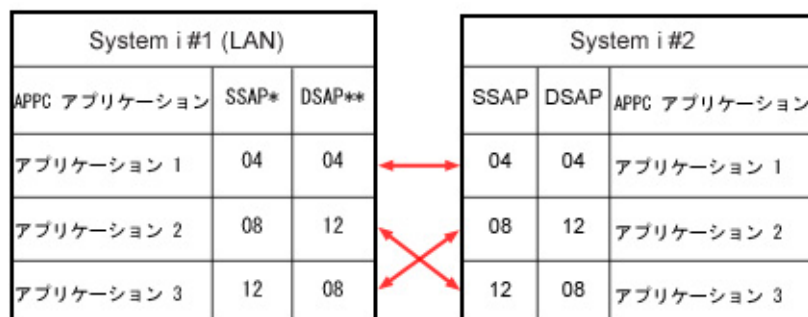 System i #1 (LAN)
APPC アプリケーション SSAP* DSAP**
アプリケーション 1 04 04
アプリケーション 2 08 12
アプリケーション 3 12 08
System i #2
SSAP DSAP APPC アプリケーション
04 04 アプリケーション 1
08 12 アプリケーション 2
12 08 アプリケーション 3